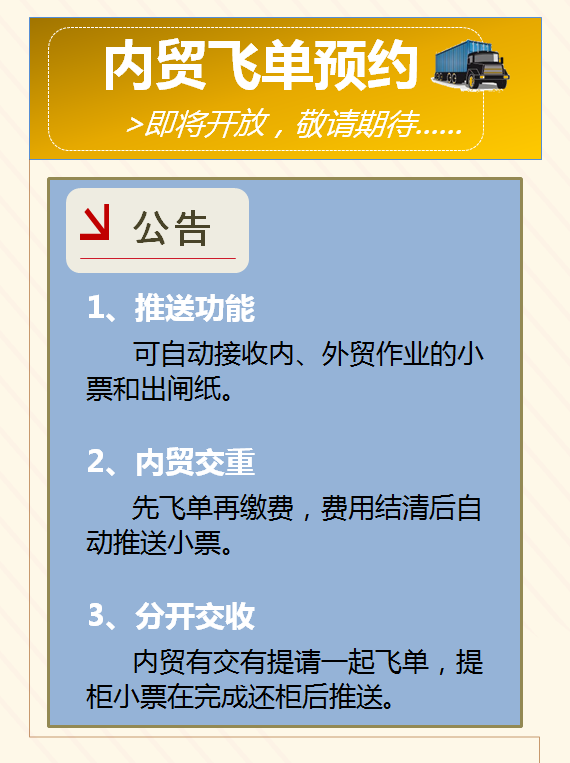 内贸飞单预约
>即将开放，敬请期待......
公告
1、推送功能
可自动接收内、外贸作业的小
票和出闸纸。
2、内贸交重
先飞单再缴费，费用结清后自
动推送小票。
3、分开交收
内贸有交有提请一起飞单，提
柜小票在完成还柜后推送。